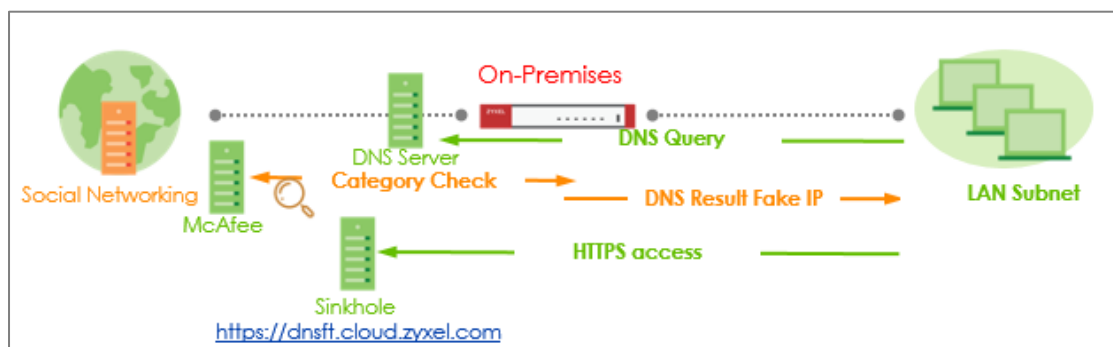 On-Premises
ZYXEL
DNS Server
DNS Query
Social Networking
Category Check
DNS Result Fake IP
LAN Subnet
McAfee
HTTPS access
Sinkhole
https://dnsft.cloud.zyxel.com